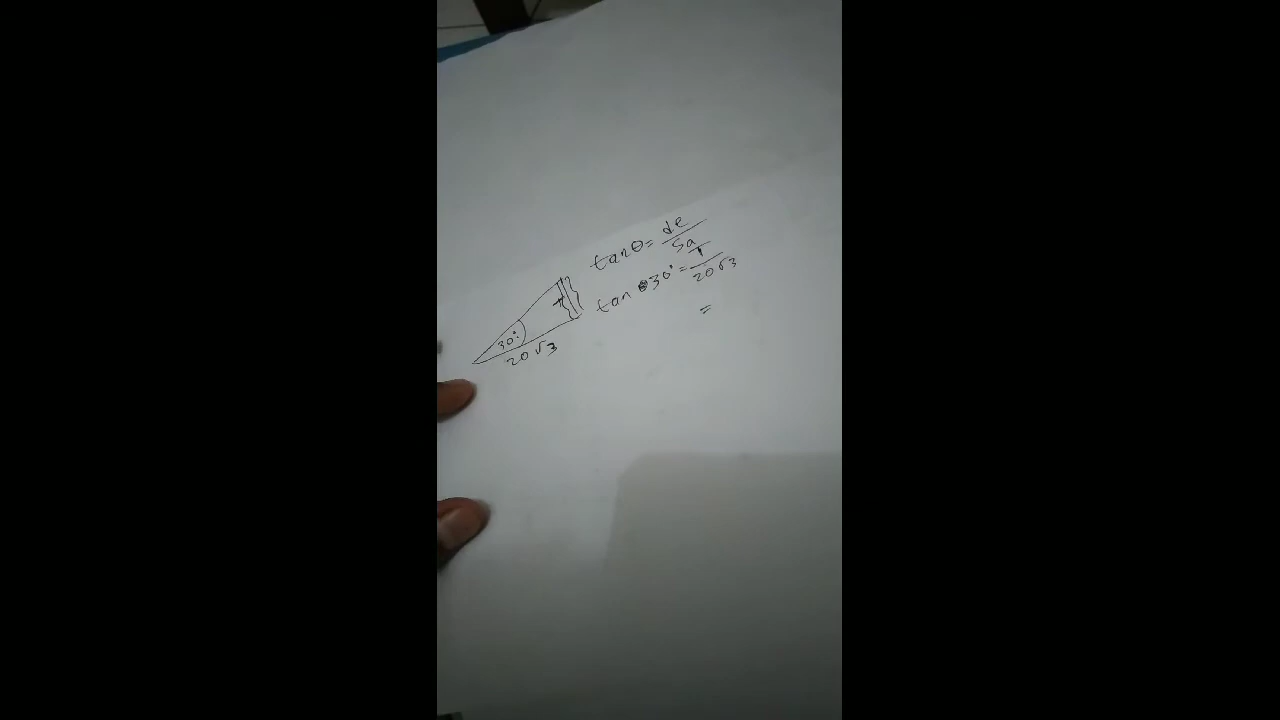 tanθ = de/sa
tan 30° = T/20√3
=
T
30°
20√3